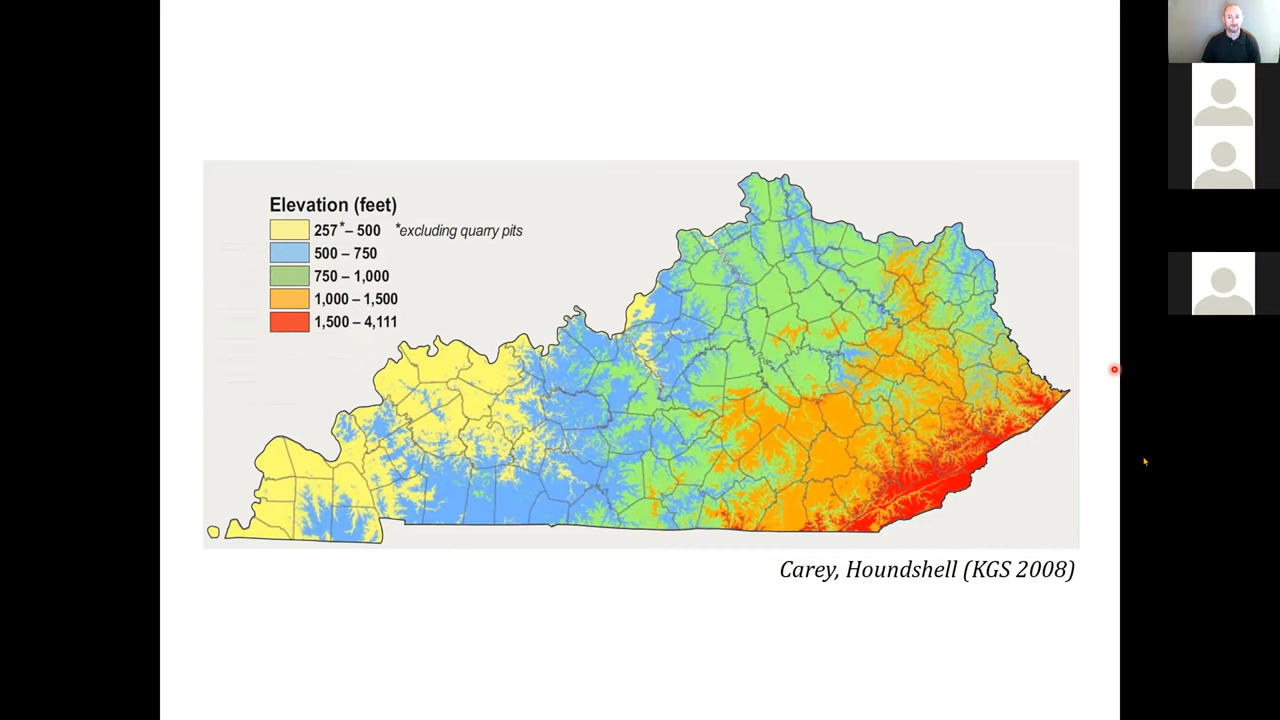 Elevation (feet)
257*– 500 *excluding quarry pits
500 – 750
750 – 1,000
1,000 – 1,500
1,500 – 4,111
Carey, Houndshell (KGS 2008)